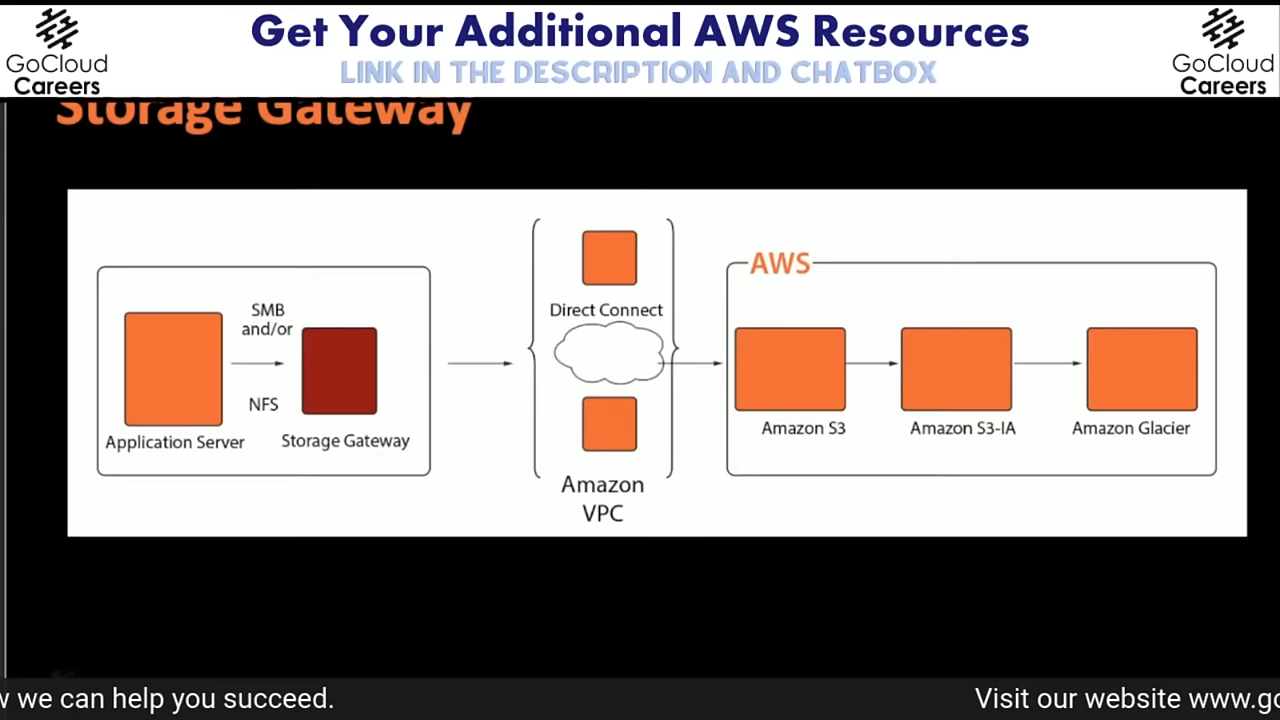 Get Your Additional AWS Resources
LINK IN THE DESCRIPTION AND CHATBOX
GoCloud
Careers
GoCloud
Careers
Storage Gateway
AWS
Direct Connect
SMB
and/or
NFS
Application Server
Storage Gateway
Amazon S3
Amazon S3-IA
Amazon Glacier
Amazon
VPC
we can help you succeed.
Visit our website